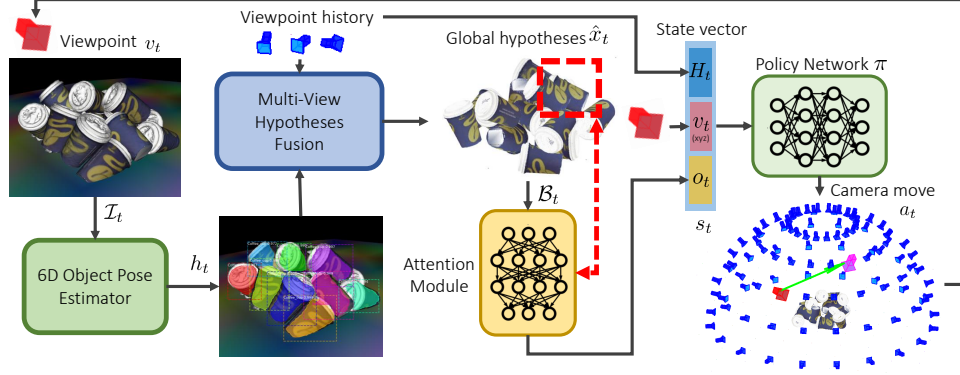 Viewpoint v_t
Viewpoint history
Global hypotheses x̂_t
State vector
Policy Network π
Multi-View
Hypotheses
Fusion
H_t
v_t
(xyz)
o_t
s_t
I_t
6D Object Pose
Estimator
h_t
B_t
Attention
Module
Camera move
a_t